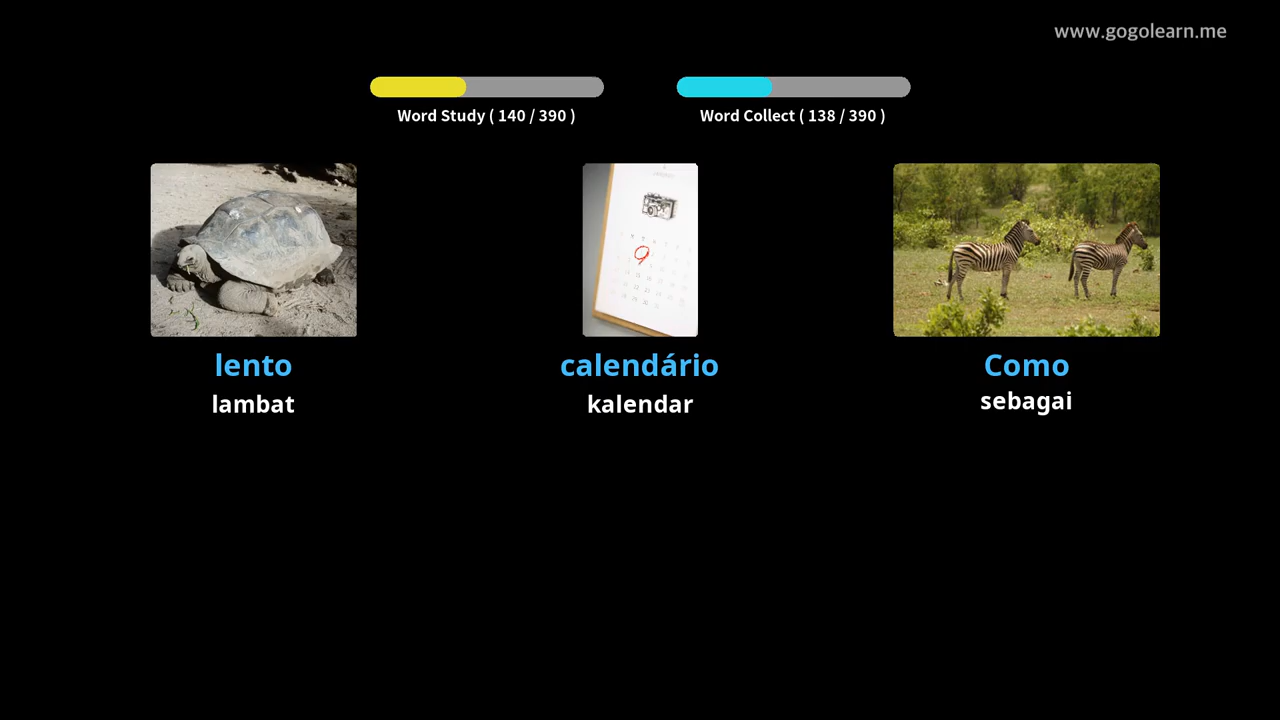 www.gogolearn.me
Word Study ( 140 / 390 )
Word Collect ( 138 / 390 )
lento
lambat
calendário
kalendar
Como
sebagai